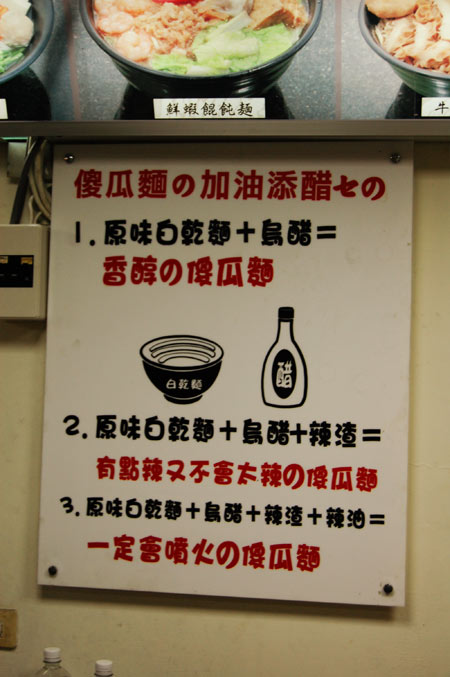 鮮蝦餛飩麵
牛
傻瓜麵の加油添醋せの
1.原味白乾麵＋烏醋＝
香醇の傻瓜麵
白乾麵
醋
2.原味白乾麵＋烏醋＋辣渣＝
有點辣又不會太辣の傻瓜麵
3.原味白乾麵＋烏醋＋辣渣＋辣油＝
一定會噴火の傻瓜麵